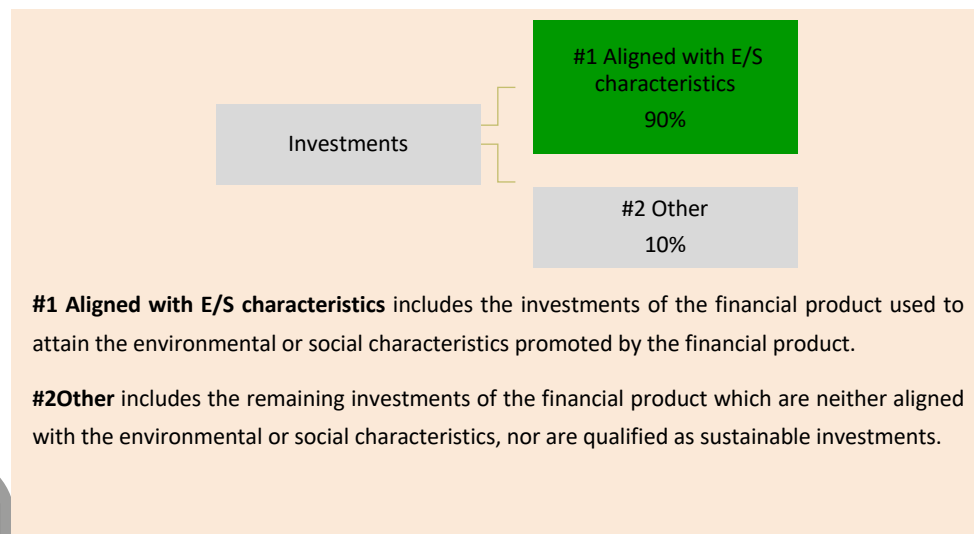 #1 Aligned with E/S
characteristics
90%
Investments
#2 Other
10%
#1 Aligned with E/S characteristics includes the investments of the financial product used to
attain the environmental or social characteristics promoted by the financial product.
#2Other includes the remaining investments of the financial product which are neither aligned
with the environmental or social characteristics, nor are qualified as sustainable investments.